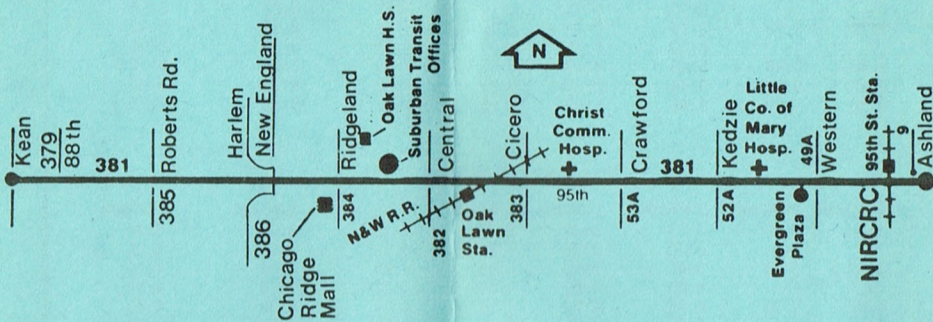 Kean
379
88th
381
Roberts Rd.
385
Harlem
New England
386
Chicago
Ridge
Mall
Ridgeland
384
Oak Lawn H.S.
Suburban Transit
Offices
N&W R.R.
Central
382
Oak
Lawn
Sta.
N
Cicero
383
Christ
Comm.
Hosp.
95th
Crawford
53A
381
Kedzie
52A
Little
Co. of
Mary
Hosp.
Evergreen
Plaza
49A
Western
NIRCRC
95th St. Sta.
9
Ashland